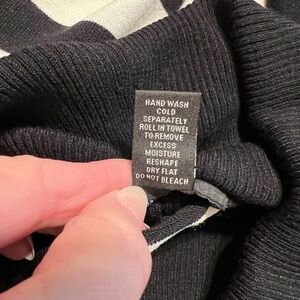 HAND WASH
COLD
SEPARATELY
ROLL IN TOWEL
TO REMOVE
EXCESS
MOISTURE
RESHAPE
DRY FLAT
DO NOT BLEACH